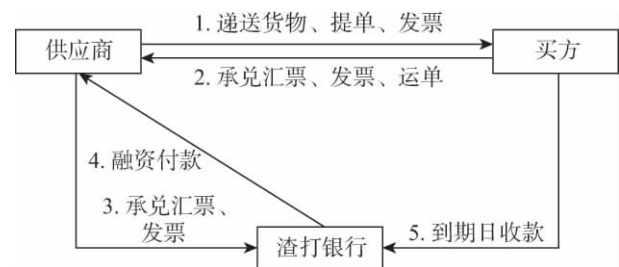 1. 递送货物、提单、发票
供应商
买方
2. 承兑汇票、发票、运单
4. 融资付款
3. 承兑汇票、
发票
5. 到期日收款
渣打银行